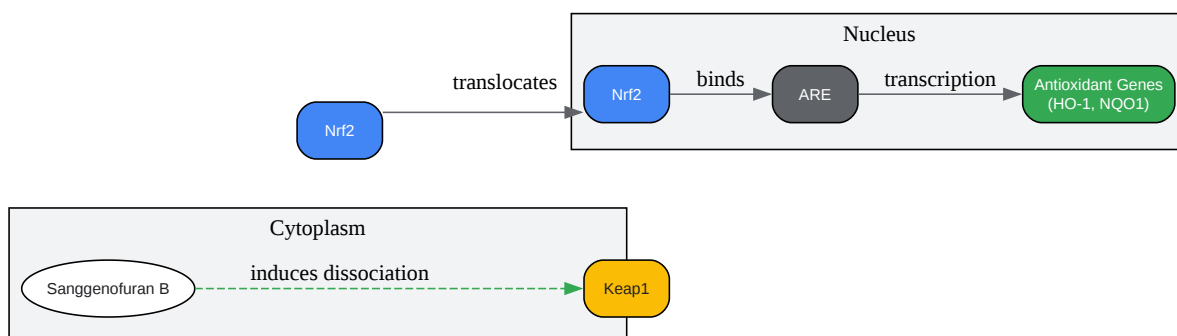 Nucleus
translocates
Nrf2
binds
ARE
transcription
Antioxidant Genes
(HO-1, NQO1)
Nrf2
Cytoplasm
Sanggenofuran B
induces dissociation
Keap1